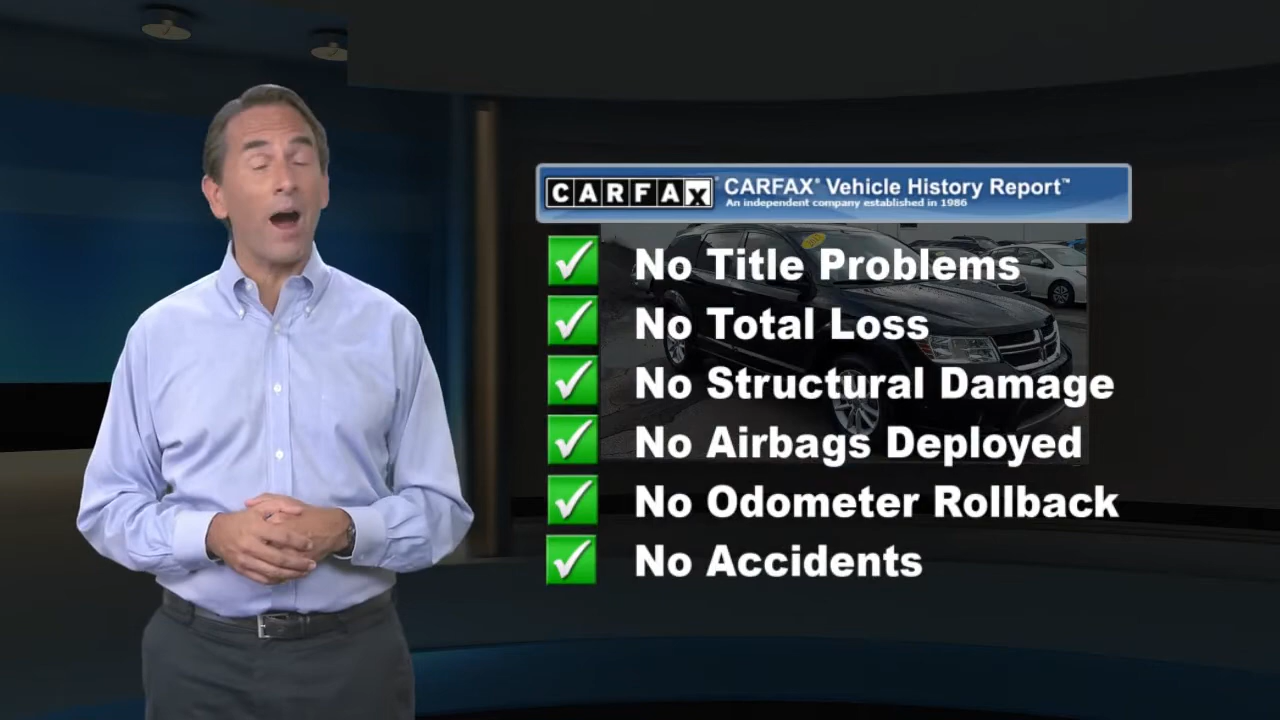 CARFAX
CARFAX® Vehicle History Report™
An independent company established in 1986
No Title Problems
No Total Loss
No Structural Damage
No Airbags Deployed
No Odometer Rollback
No Accidents